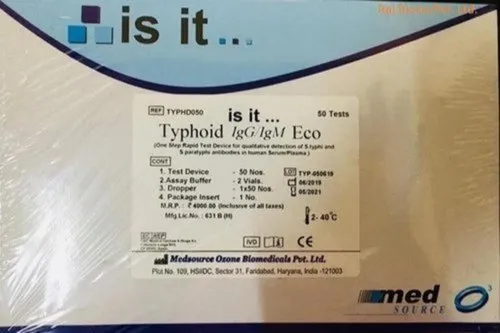 is it ...
REF TYPHD050
is it ...
50 Tests
Typhoid IgG/IgM Eco
(One Step Rapid Test Device for qualitative detection of S.typhi and
S.paratyphi antibodies in human Serum/Plasma.)
CONT
1. Test Device - 50 Nos.
2. Assay Buffer - 2 Vials.
3. Dropper - 1x50 Nos.
4. Package Insert - 1 No.
M.R.P. : ₹ 4000.00 (Inclusive of all taxes)
Mfg.Lic.No. : 631 B (H)
LOT TYP-050619
06/2019
05/2021
2-40°C
EC REP
IVD
CE
Medsource Ozone Biomedicals Pvt. Ltd.
Plot No. 109, HSIIDC, Sector 31, Faridabad, Haryana, India -121003
med
SOURCE
O3